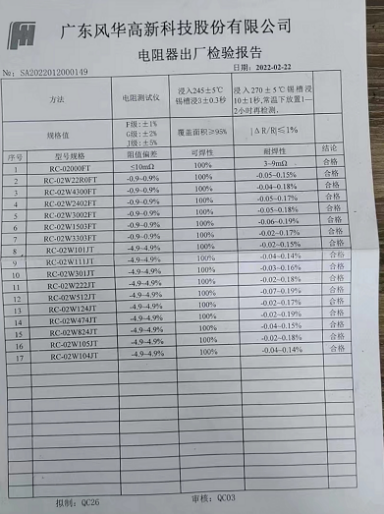 广东风华高新科技股份有限公司
电阻器出厂检验报告
№: SA2022012000149 日期: 2022-02-22
方法 电阻测试仪 浸入245±5℃锡槽浸3±0.3秒 浸入270±5℃锡槽浸10±1秒,常温下放置1—2小时再检测.
规格值 F级:±1% G级:±2% J级:±5% 覆盖面积≥95% |ΔR/R|≤1%
序号 型号规格 阻值偏差 可焊性 耐焊性 结论
1 RC-02000FT ≤10mΩ 100% 3~9mΩ 合格
2 RC-02W22R0FT -0.9~0.9% 100% -0.05~0.15% 合格
3 RC-02W4300FT -0.9~0.9% 100% -0.04~0.18% 合格
4 RC-02W2402FT -0.9~0.9% 100% -0.05~0.17% 合格
5 RC-02W3002FT -0.9~0.9% 100% -0.05~0.18% 合格
6 RC-02W1503FT -0.9~0.9% 100% -0.06~0.19% 合格
7 RC-02W3303FT -0.9~0.9% 100% -0.02~0.17% 合格
8 RC-02W101JT -4.9~4.9% 100% -0.02~0.15% 合格
9 RC-02W111JT -4.9~4.9% 100% -0.04~0.14% 合格
10 RC-02W301JT -4.9~4.9% 100% -0.03~0.16% 合格
11 RC-02W222JT -4.9~4.9% 100% -0.02~0.18% 合格
12 RC-02W512JT -4.9~4.9% 100% -0.07~0.19% 合格
13 RC-02W124JT -4.9~4.9% 100% -0.02~0.17% 合格
14 RC-02W474JT -4.9~4.9% 100% -0.02~0.19% 合格
15 RC-02W824JT -4.9~4.9% 100% -0.04~0.15% 合格
16 RC-02W105JT -4.9~4.9% 100% -0.02~0.18% 合格
17 RC-02W104JT -4.9~4.9% 100% -0.04~0.14% 合格
拟制: QC26 审核: QC03